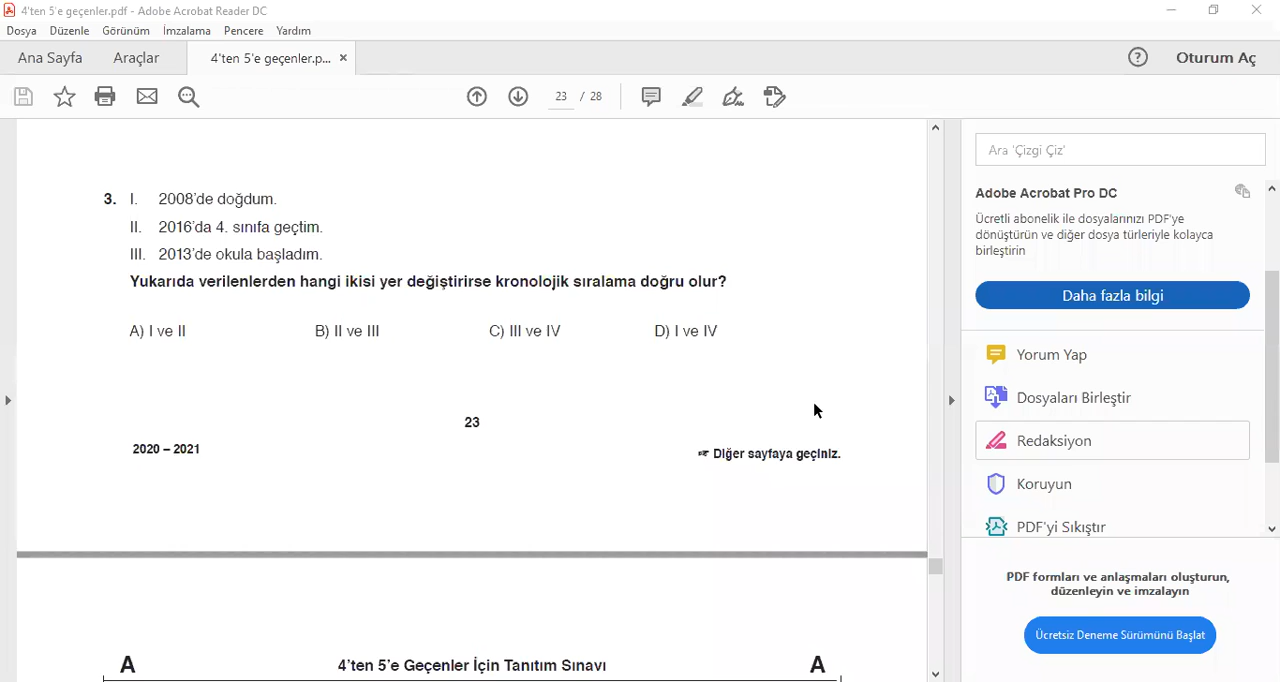 4'ten 5'e geçenler.pdf - Adobe Acrobat Reader DC
Dosya Düzenle Görünüm İmzalama Pencere Yardım
Ana Sayfa Araçlar 4'ten 5'e geçenler.p... × Oturum Aç
23 / 28
3. I. 2008'de doğdum.
II. 2016'da 4. sınıfa geçtim.
III. 2013'de okula başladım.
Yukarıda verilenlerden hangi ikisi yer değiştirirse kronolojik sıralama doğru olur?
A) I ve II B) II ve III C) III ve IV D) I ve IV
23
2020 – 2021
☞ Diğer sayfaya geçiniz.
A 4'ten 5'e Geçenler İçin Tanıtım Sınavı A
Ara 'Çizgi Çiz'
Adobe Acrobat Pro DC
Ücretli abonelik ile dosyalarınızı PDF'ye
dönüştürün ve diğer dosya türleriyle kolayca
birleştirin
Daha fazla bilgi
Yorum Yap
Dosyaları Birleştir
Redaksiyon
Koruyun
PDF'yi Sıkıştır
PDF formları ve anlaşmaları oluşturun,
düzenleyin ve imzalayın
Ücretsiz Deneme Sürümünü Başlat